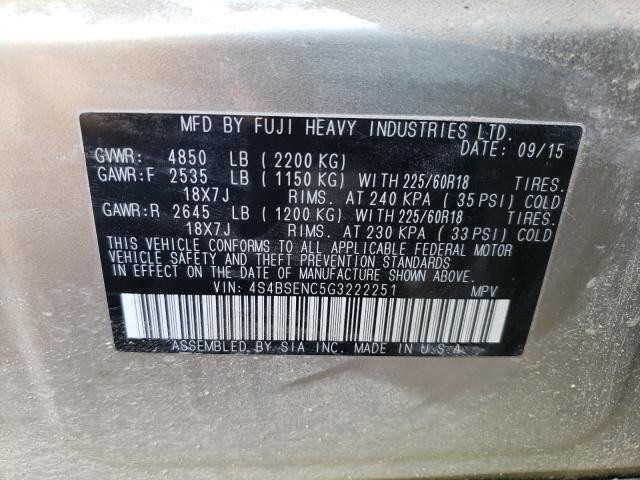 MFD BY FUJI HEAVY INDUSTRIES LTD.
DATE: 09/15
GVWR: 4850 LB (2200 KG)
GAWR:F 2535 LB (1150 KG) WITH 225/60R18 TIRES.
18X7J RIMS. AT 240 KPA (35 PSI) COLD
GAWR:R 2645 LB (1200 KG) WITH 225/60R18 TIRES.
18X7J RIMS. AT 230 KPA (33 PSI) COLD
THIS VEHICLE CONFORMS TO ALL APPLICABLE FEDERAL MOTOR
VEHICLE SAFETY AND THEFT PREVENTION STANDARDS
IN EFFECT ON THE DATE OF MANUFACTURE SHOWN ABOVE.
VIN: 4S4BSENC5G3222251 MPV
ASSEMBLED BY SIA INC. MADE IN U.S.A.